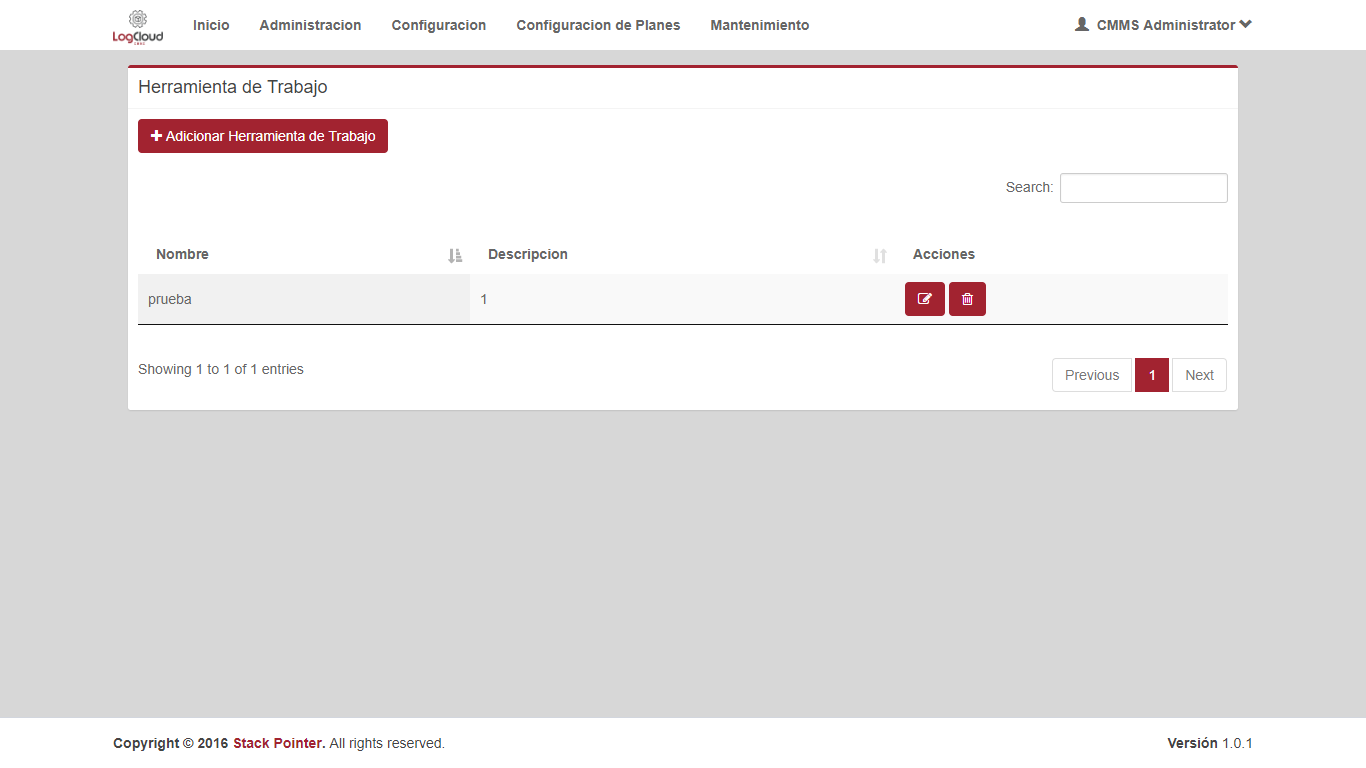 LogCloud
CMMS
Inicio Administracion Configuracion Configuracion de Planes Mantenimiento CMMS Administrator
Herramienta de Trabajo
Adicionar Herramienta de Trabajo
Search:
Nombre Descripcion Acciones
prueba 1
Showing 1 to 1 of 1 entries
Previous 1 Next
Copyright © 2016 Stack Pointer. All rights reserved. Versión 1.0.1